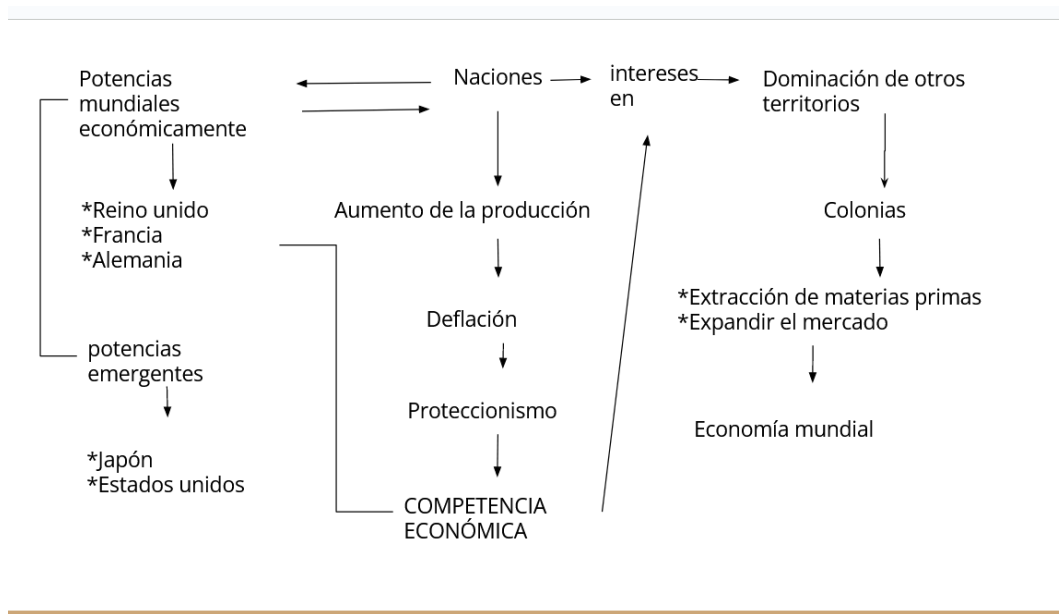 Potencias
mundiales
económicamente
Naciones
intereses
en
Dominación de otros
territorios
*Reino unido
*Francia
*Alemania
Aumento de la producción
Colonias
*Extracción de materias primas
*Expandir el mercado
Deflación
potencias
emergentes
Proteccionismo
Economía mundial
*Japón
*Estados unidos
COMPETENCIA
ECONÓMICA